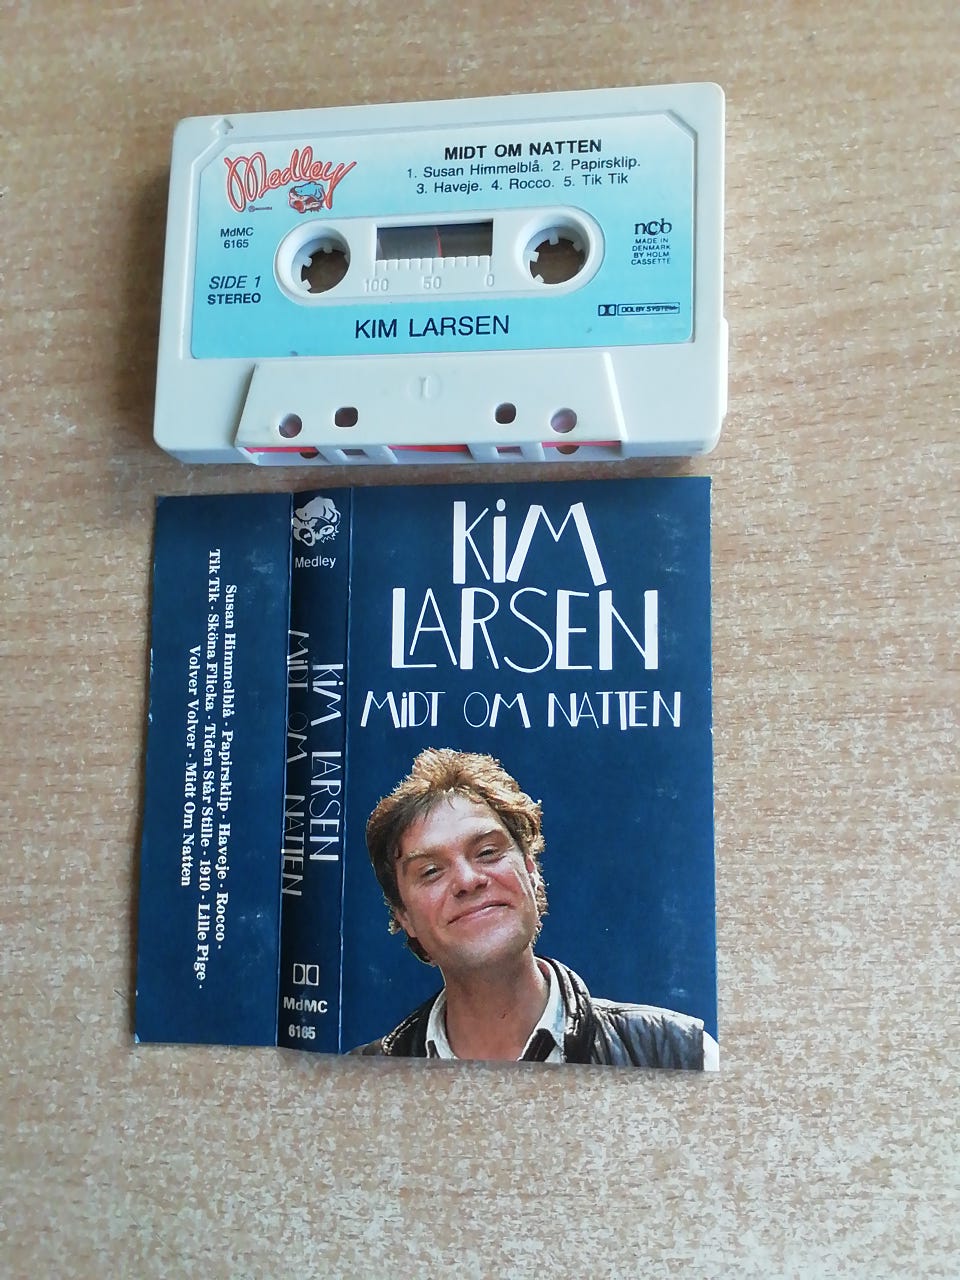 Medley
MIDT OM NATTEN
1. Susan Himmelblå. 2. Papirsklip.
3. Haveje. 4. Rocco. 5. Tik Tik
MdMC
6165
SIDE 1
STEREO
ncb
MADE IN
DENMARK
BY HOLM
CASSETTE
100 50 0
DOLBY SYSTEM
KIM LARSEN
1
KiM
LARSEN
MiDT OM NATTEN
Medley
KiM LARSEN
MiDT OM NATTEN
MdMC
6165
Susan Himmelblå · Papirsklip · Haveje · Rocco ·
Tik Tik · Sköna Flicka · Tiden Står Stille · 1910 · Lille Pige ·
Volver Volver · Midt Om Natten